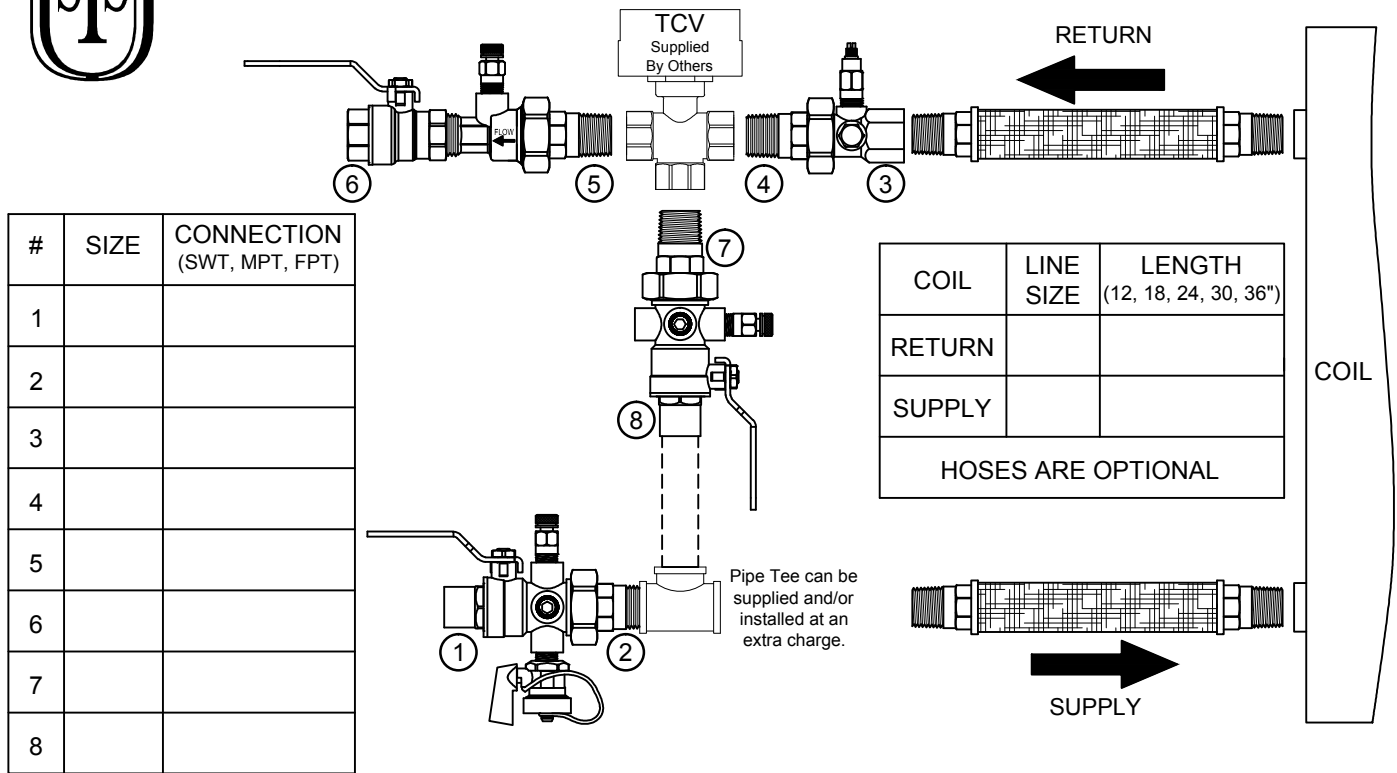 TCV
Supplied
By Others
RETURN
FLOW
6
5
4
3
7
8
1
2
# SIZE CONNECTION
(SWT, MPT, FPT)
1
2
3
4
5
6
7
8
COIL LINE SIZE LENGTH
(12, 18, 24, 30, 36")
RETURN
SUPPLY
HOSES ARE OPTIONAL
COIL
Pipe Tee can be
supplied and/or
installed at an
extra charge.
SUPPLY